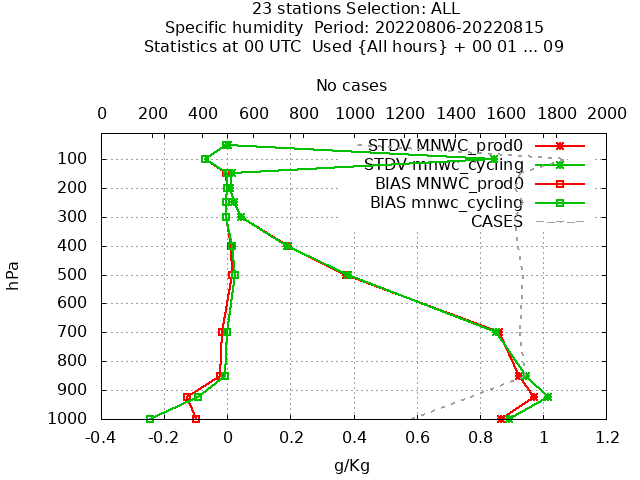 23 stations Selection: ALL
Specific humidity  Period: 20220806-20220815
Statistics at 00 UTC  Used {All hours} + 00 01 ... 09
No cases
0 200 400 600 800 1000 1200 1400 1600 1800 2000
STDV MNWC_prod0
STDV mnwc_cycling
BIAS MNWC_prod0
BIAS mnwc_cycling
CASES
hPa
100
200
300
400
500
600
700
800
900
1000
-0.4 -0.2 0 0.2 0.4 0.6 0.8 1 1.2
g/Kg